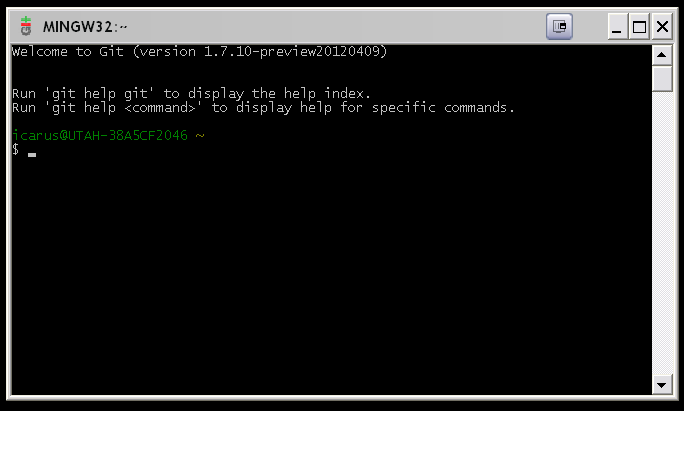 MINGW32:~
Welcome to Git (version 1.7.10-preview20120409)
Run 'git help git' to display the help index.
Run 'git help <command>' to display help for specific commands.
icarus@UTAH-38A5CF2046 ~
$